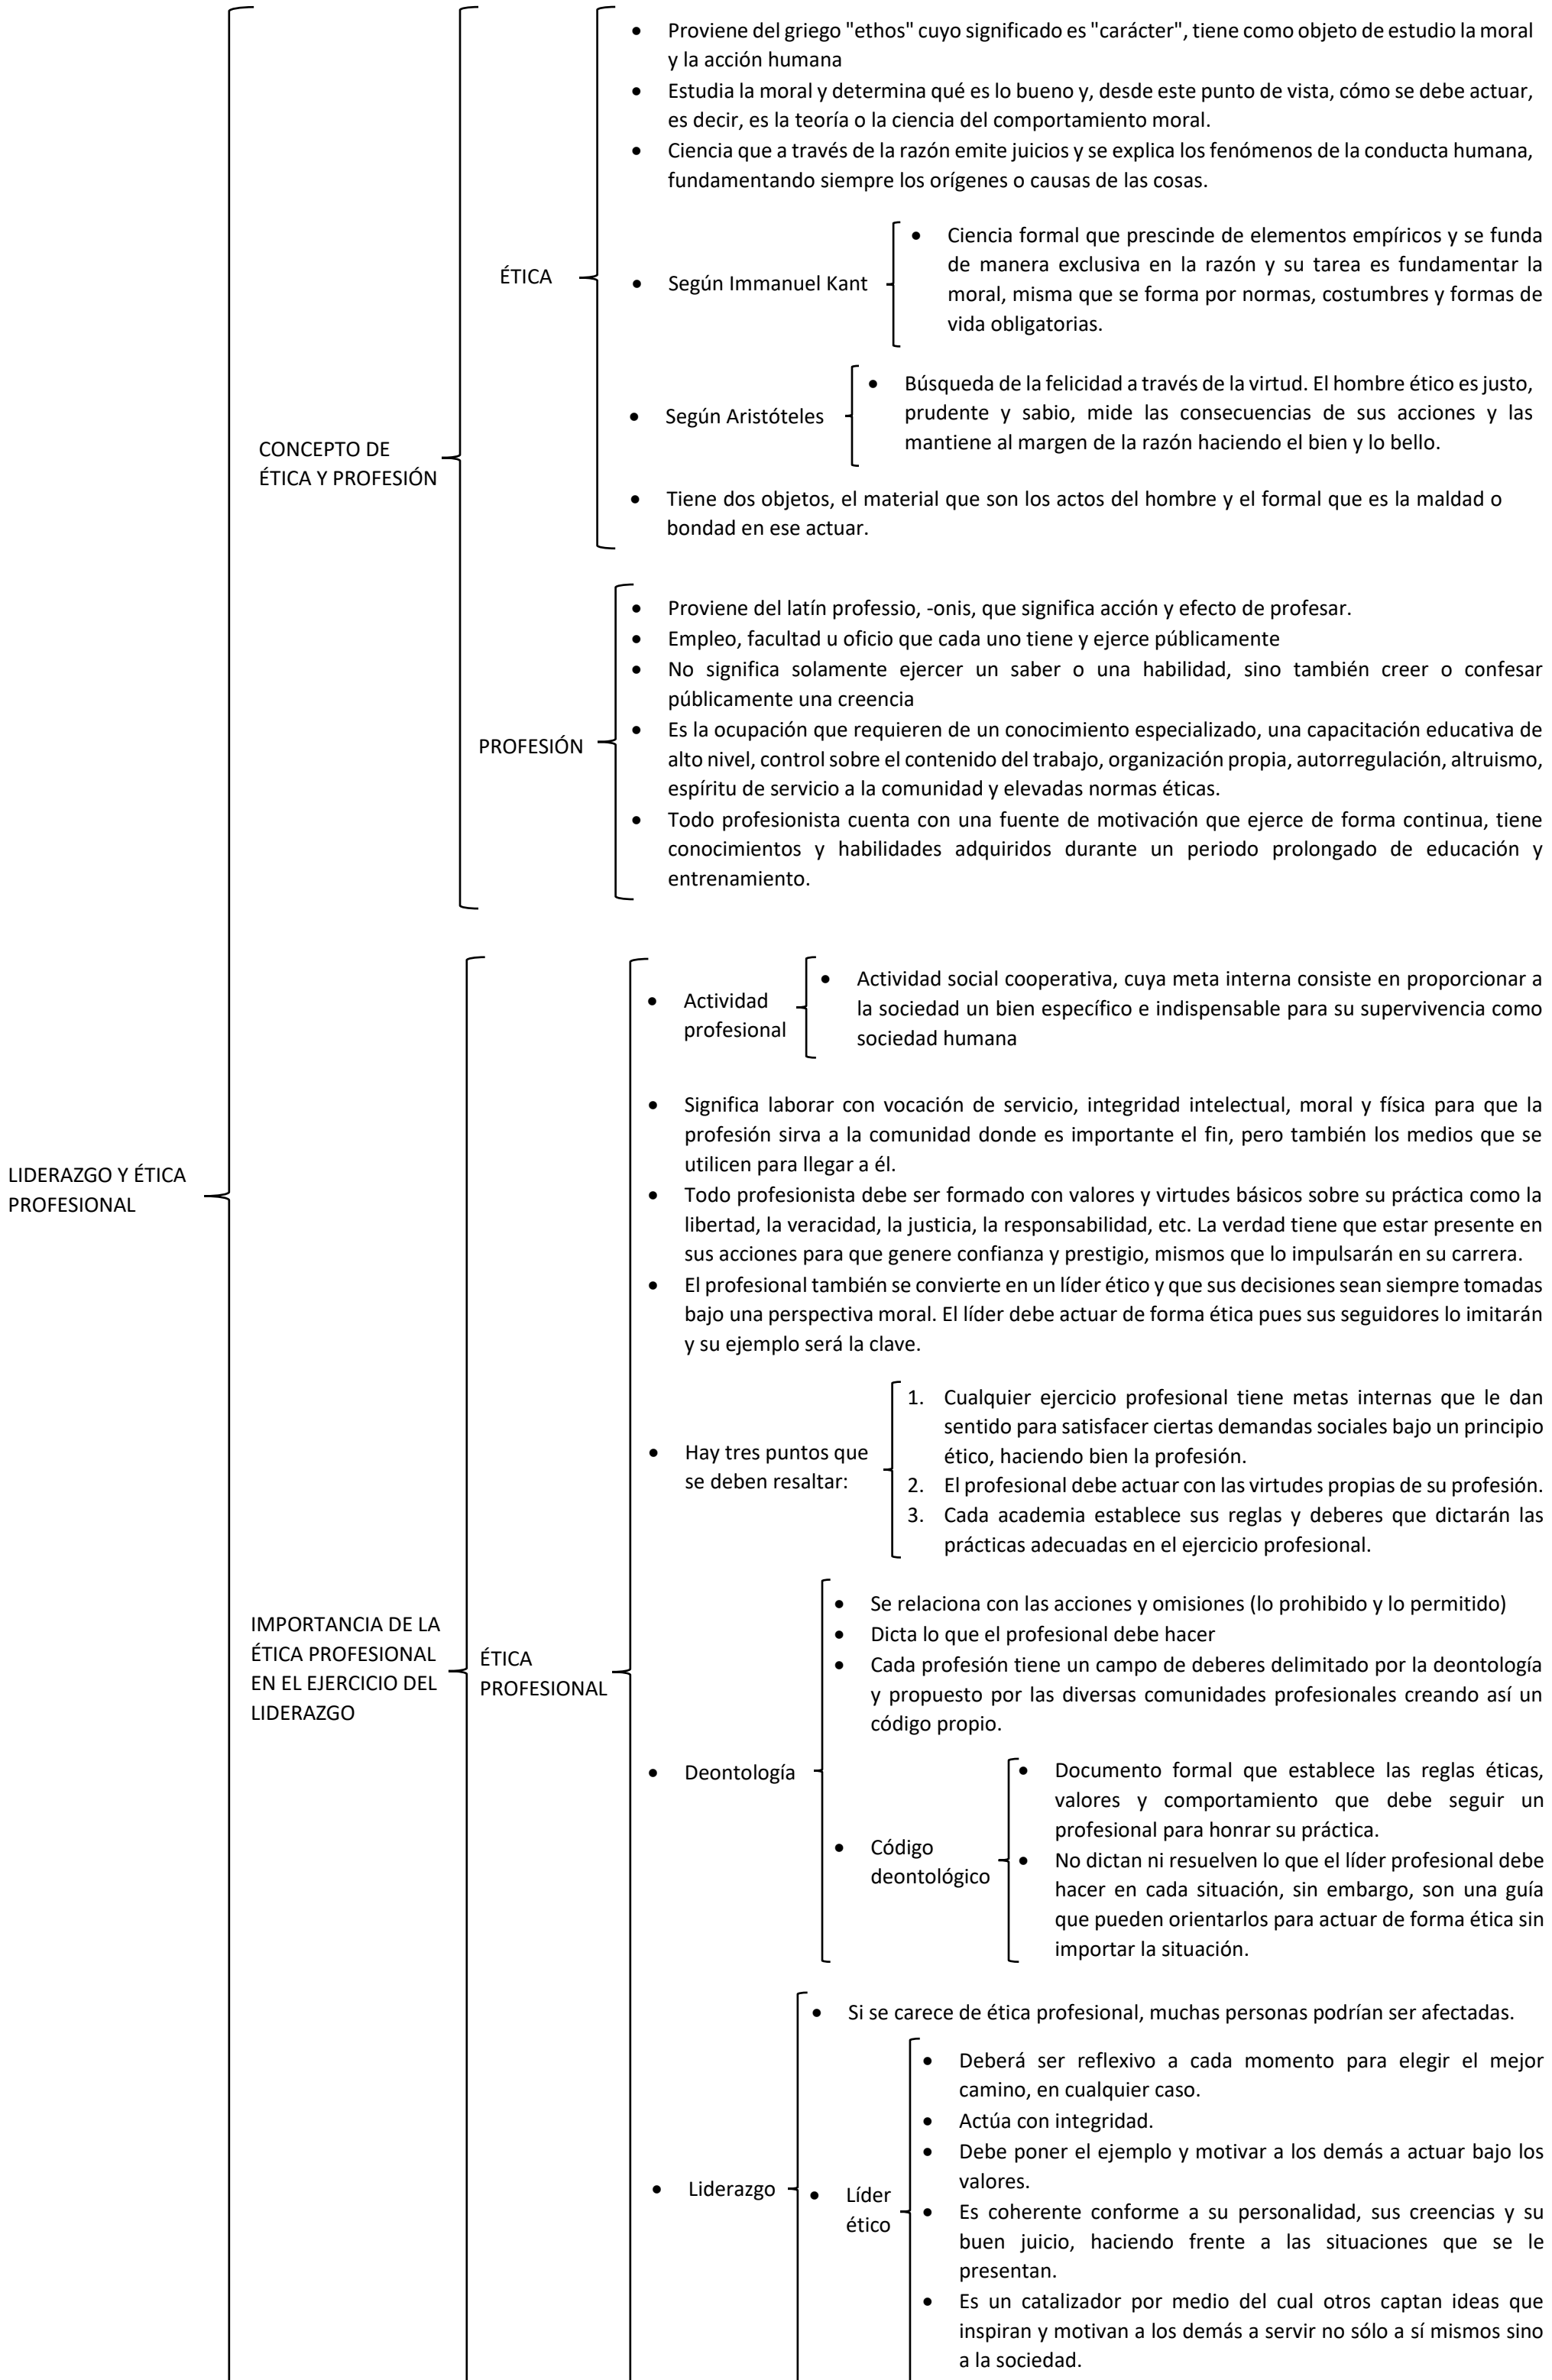 • Proviene del griego "ethos" cuyo significado es "carácter", tiene como objeto de estudio la moral
y la acción humana
• Estudia la moral y determina qué es lo bueno y, desde este punto de vista, cómo se debe actuar,
es decir, es la teoría o la ciencia del comportamiento moral.
• Ciencia que a través de la razón emite juicios y se explica los fenómenos de la conducta humana,
fundamentando siempre los orígenes o causas de las cosas.
ÉTICA
• Según Immanuel Kant
• Ciencia formal que prescinde de elementos empíricos y se funda
de manera exclusiva en la razón y su tarea es fundamentar la
moral, misma que se forma por normas, costumbres y formas de
vida obligatorias.
• Según Aristóteles
• Búsqueda de la felicidad a través de la virtud. El hombre ético es justo,
prudente y sabio, mide las consecuencias de sus acciones y las
mantiene al margen de la razón haciendo el bien y lo bello.
CONCEPTO DE
ÉTICA Y PROFESIÓN
• Tiene dos objetos, el material que son los actos del hombre y el formal que es la maldad o
bondad en ese actuar.
PROFESIÓN
• Proviene del latín professio, -onis, que significa acción y efecto de profesar.
• Empleo, facultad u oficio que cada uno tiene y ejerce públicamente
• No significa solamente ejercer un saber o una habilidad, sino también creer o confesar
públicamente una creencia
• Es la ocupación que requieren de un conocimiento especializado, una capacitación educativa de
alto nivel, control sobre el contenido del trabajo, organización propia, autorregulación, altruismo,
espíritu de servicio a la comunidad y elevadas normas éticas.
• Todo profesionista cuenta con una fuente de motivación que ejerce de forma continua, tiene
conocimientos y habilidades adquiridos durante un periodo prolongado de educación y
entrenamiento.
LIDERAZGO Y ÉTICA
PROFESIONAL
• Actividad
profesional
• Actividad social cooperativa, cuya meta interna consiste en proporcionar a
la sociedad un bien específico e indispensable para su supervivencia como
sociedad humana
• Significa laborar con vocación de servicio, integridad intelectual, moral y física para que la
profesión sirva a la comunidad donde es importante el fin, pero también los medios que se
utilicen para llegar a él.
• Todo profesionista debe ser formado con valores y virtudes básicos sobre su práctica como la
libertad, la veracidad, la justicia, la responsabilidad, etc. La verdad tiene que estar presente en
sus acciones para que genere confianza y prestigio, mismos que lo impulsarán en su carrera.
• El profesional también se convierte en un líder ético y que sus decisiones sean siempre tomadas
bajo una perspectiva moral. El líder debe actuar de forma ética pues sus seguidores lo imitarán
y su ejemplo será la clave.
• Hay tres puntos que
se deben resaltar:
1. Cualquier ejercicio profesional tiene metas internas que le dan
sentido para satisfacer ciertas demandas sociales bajo un principio
ético, haciendo bien la profesión.
2. El profesional debe actuar con las virtudes propias de su profesión.
3. Cada academia establece sus reglas y deberes que dictarán las
prácticas adecuadas en el ejercicio profesional.
IMPORTANCIA DE LA
ÉTICA PROFESIONAL
EN EL EJERCICIO DEL
LIDERAZGO
ÉTICA
PROFESIONAL
• Deontología
• Se relaciona con las acciones y omisiones (lo prohibido y lo permitido)
• Dicta lo que el profesional debe hacer
• Cada profesión tiene un campo de deberes delimitado por la deontología
y propuesto por las diversas comunidades profesionales creando así un
código propio.
• Código
deontológico
• Documento formal que establece las reglas éticas,
valores y comportamiento que debe seguir un
profesional para honrar su práctica.
• No dictan ni resuelven lo que el líder profesional debe
hacer en cada situación, sin embargo, son una guía
que pueden orientarlos para actuar de forma ética sin
importar la situación.
• Liderazgo
• Si se carece de ética profesional, muchas personas podrían ser afectadas.
• Líder
ético
• Deberá ser reflexivo a cada momento para elegir el mejor
camino, en cualquier caso.
• Actúa con integridad.
• Debe poner el ejemplo y motivar a los demás a actuar bajo los
valores.
• Es coherente conforme a su personalidad, sus creencias y su
buen juicio, haciendo frente a las situaciones que se le
presentan.
• Es un catalizador por medio del cual otros captan ideas que
inspiran y motivan a los demás a servir no sólo a sí mismos sino
a la sociedad.